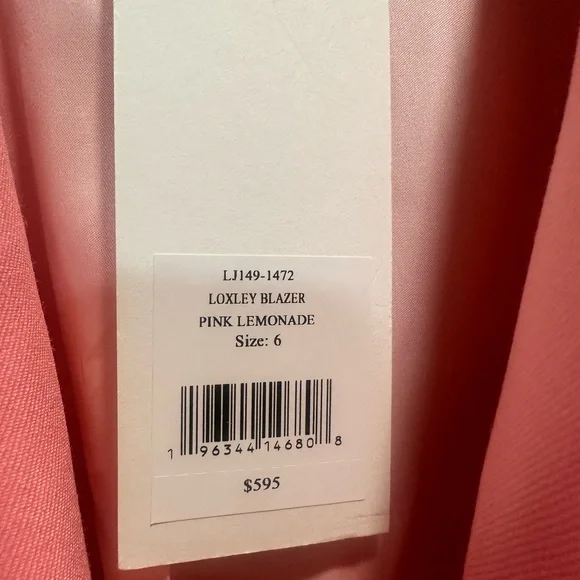 LJ149-1472
LOXLEY BLAZER
PINK LEMONADE
Size: 6
1 96344 14680 8
$595